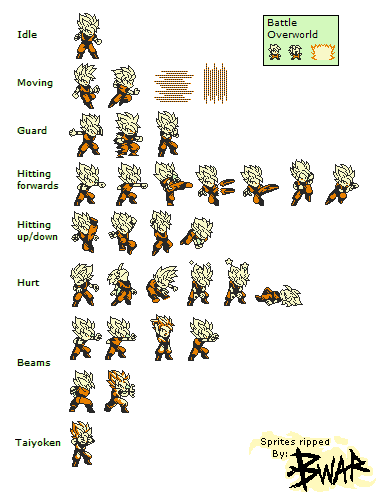 Idle
Battle
Overworld
Moving
Guard
Hitting
forwards
Hitting
up/down
Hurt
Beams
Taiyoken
Sprites ripped
By:
BWAR